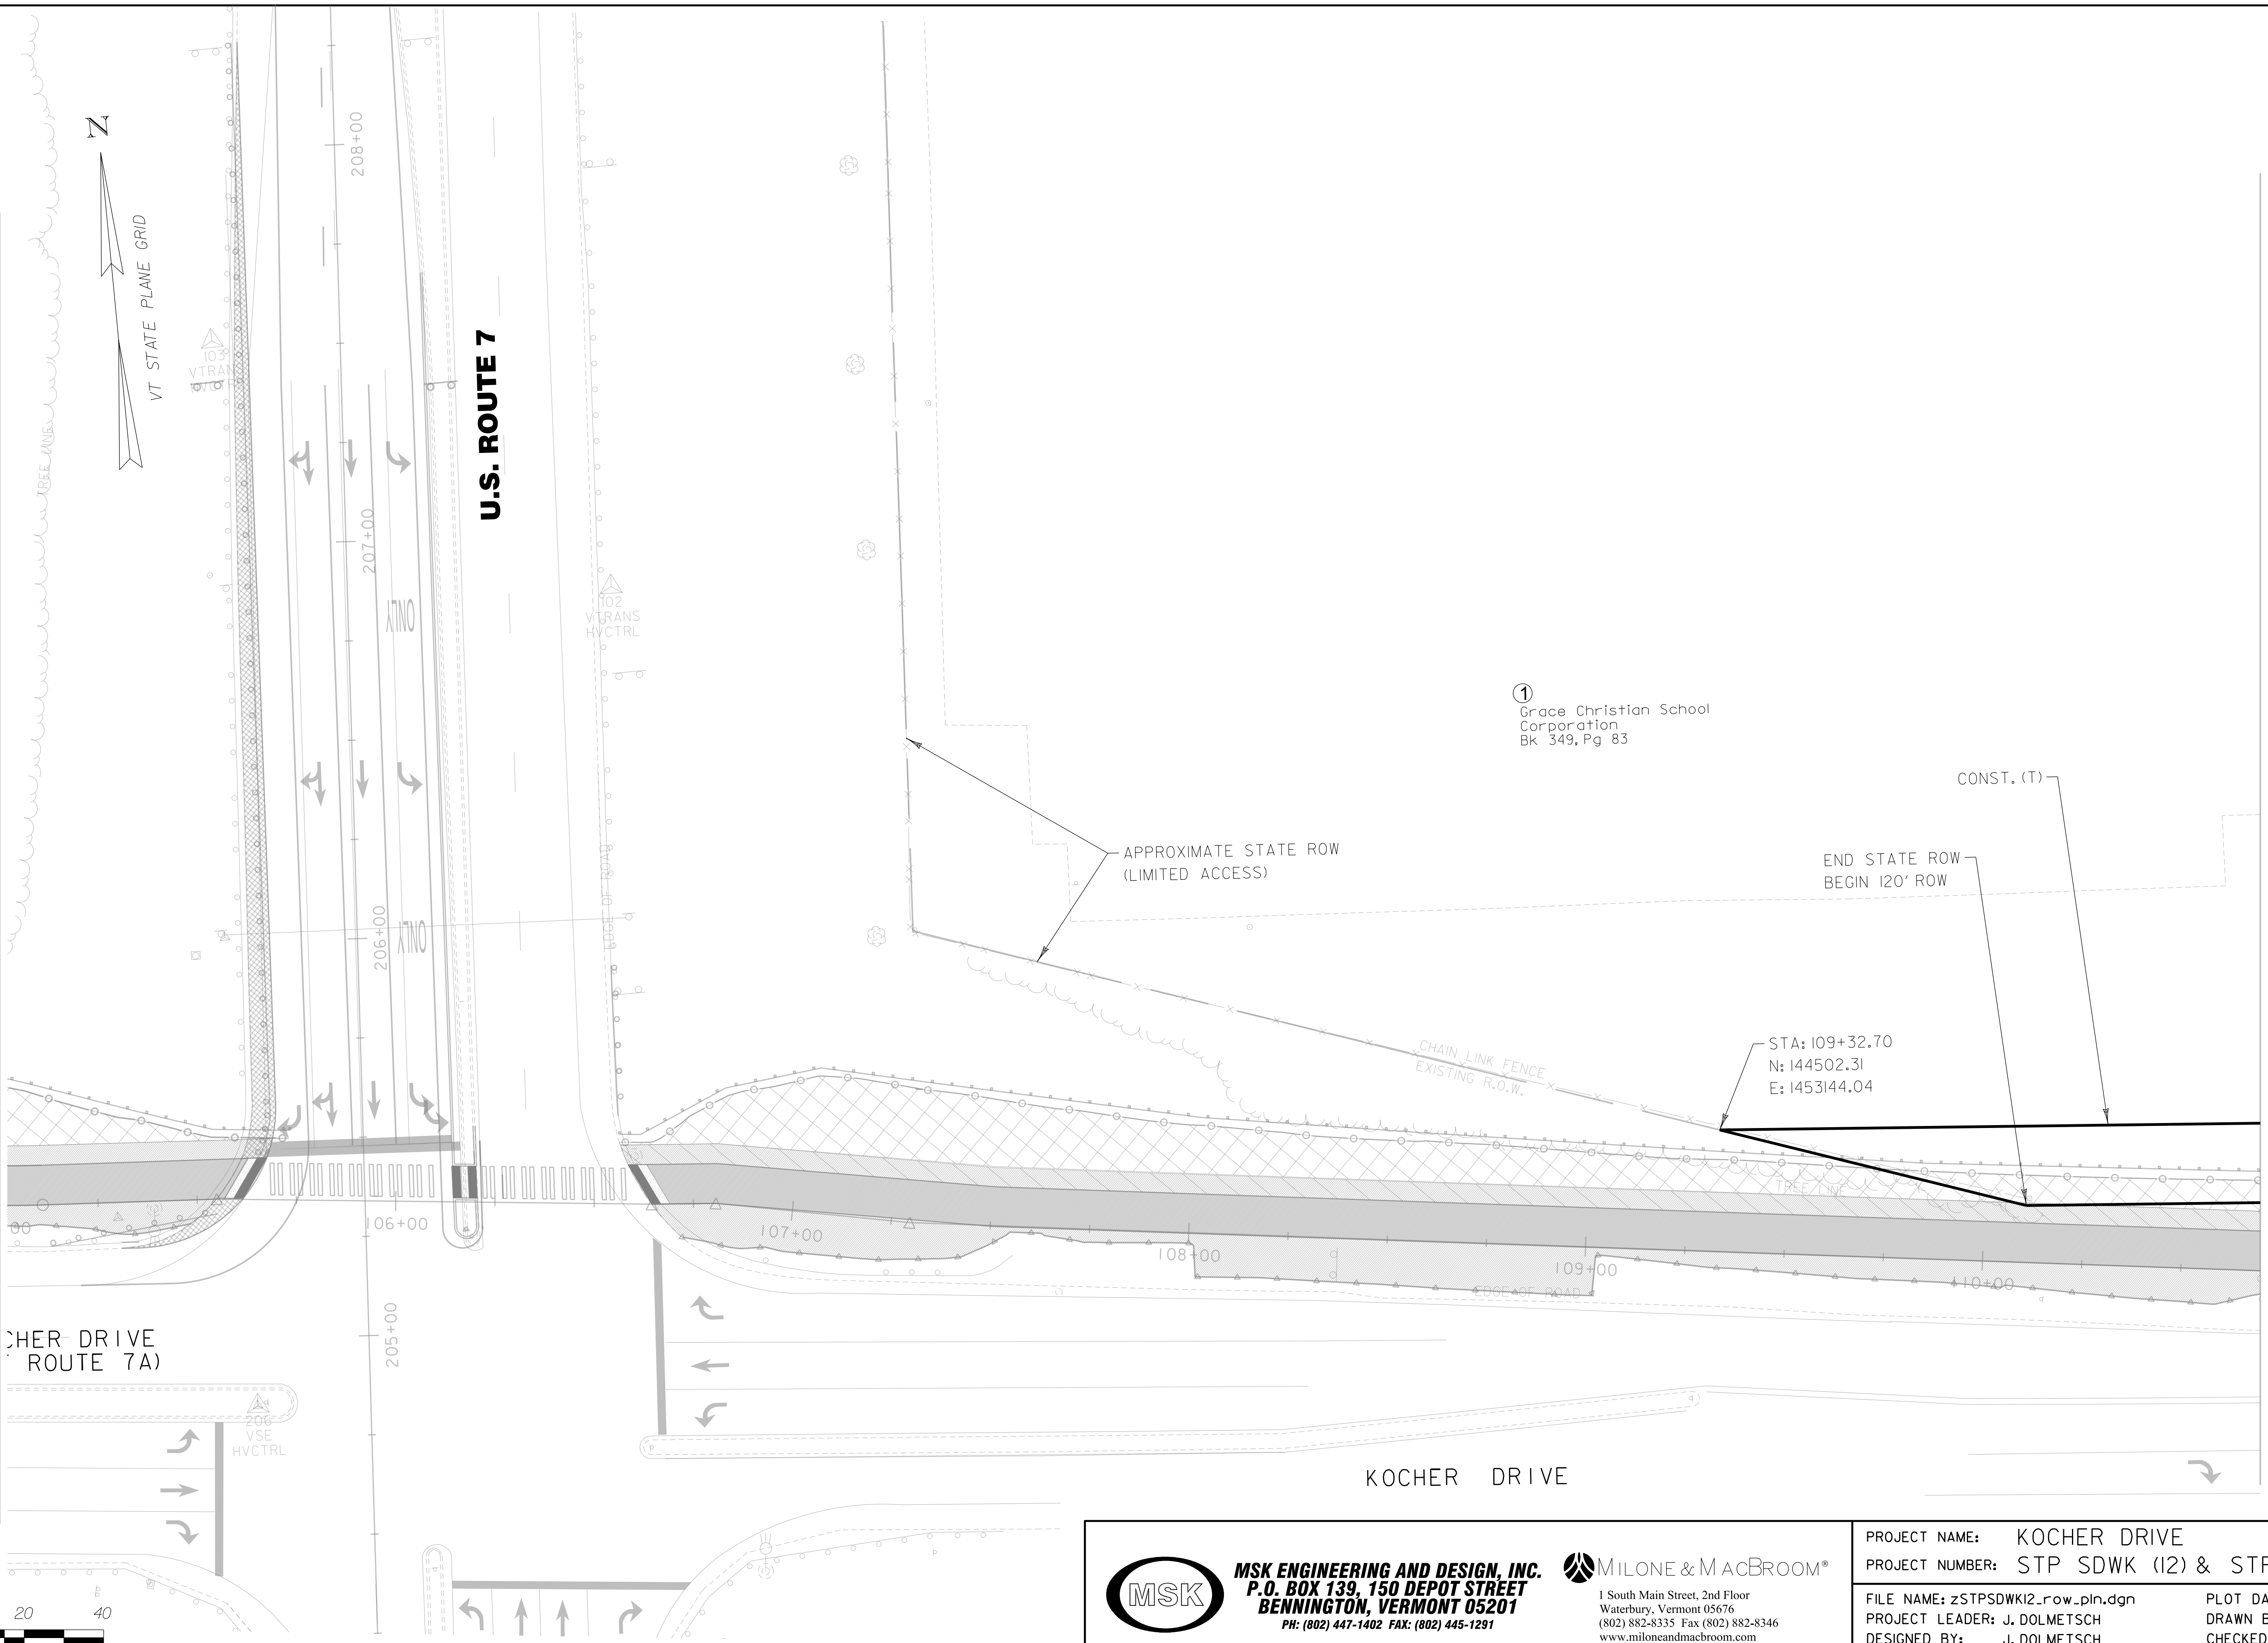 N
VT STATE PLANE GRID
TREE LINE
208+00
U.S. ROUTE 7
207+00
ONLY
102
VTRANS
HVCTRL
103
206+00
ONLY
EDGE OF ROAD
1
Grace Christian School
Corporation
Bk 349, Pg 83
CONST. (T)
APPROXIMATE STATE ROW
(LIMITED ACCESS)
END STATE ROW
BEGIN 120' ROW
CHAIN LINK FENCE
EXISTING R.O.W.
STA: 109+32.70
N: 144502.31
E: 1453144.04
TREE LINE
00
106+00
107+00
108+00
109+00
110+00
EDGE OF ROAD
205+00
CHER DRIVE
ROUTE 7A)
206
VSE
HVCTRL
KOCHER DRIVE
20 40
MSK
MSK ENGINEERING AND DESIGN, INC.
P.O. BOX 139, 150 DEPOT STREET
BENNINGTON, VERMONT 05201
PH: (802) 447-1402 FAX: (802) 445-1291
MILONE & MACBROOM®
1 South Main Street, 2nd Floor
Waterbury, Vermont 05676
(802) 882-8335 Fax (802) 882-8346
www.miloneandmacbroom.com
PROJECT NAME: KOCHER DRIVE
PROJECT NUMBER: STP SDWK (12) & STP
FILE NAME: zSTPSDWK12_row_pln.dgn PLOT DA
PROJECT LEADER: J. DOLMETSCH DRAWN B
DESIGNED BY: J. DOLMETSCH CHECKED